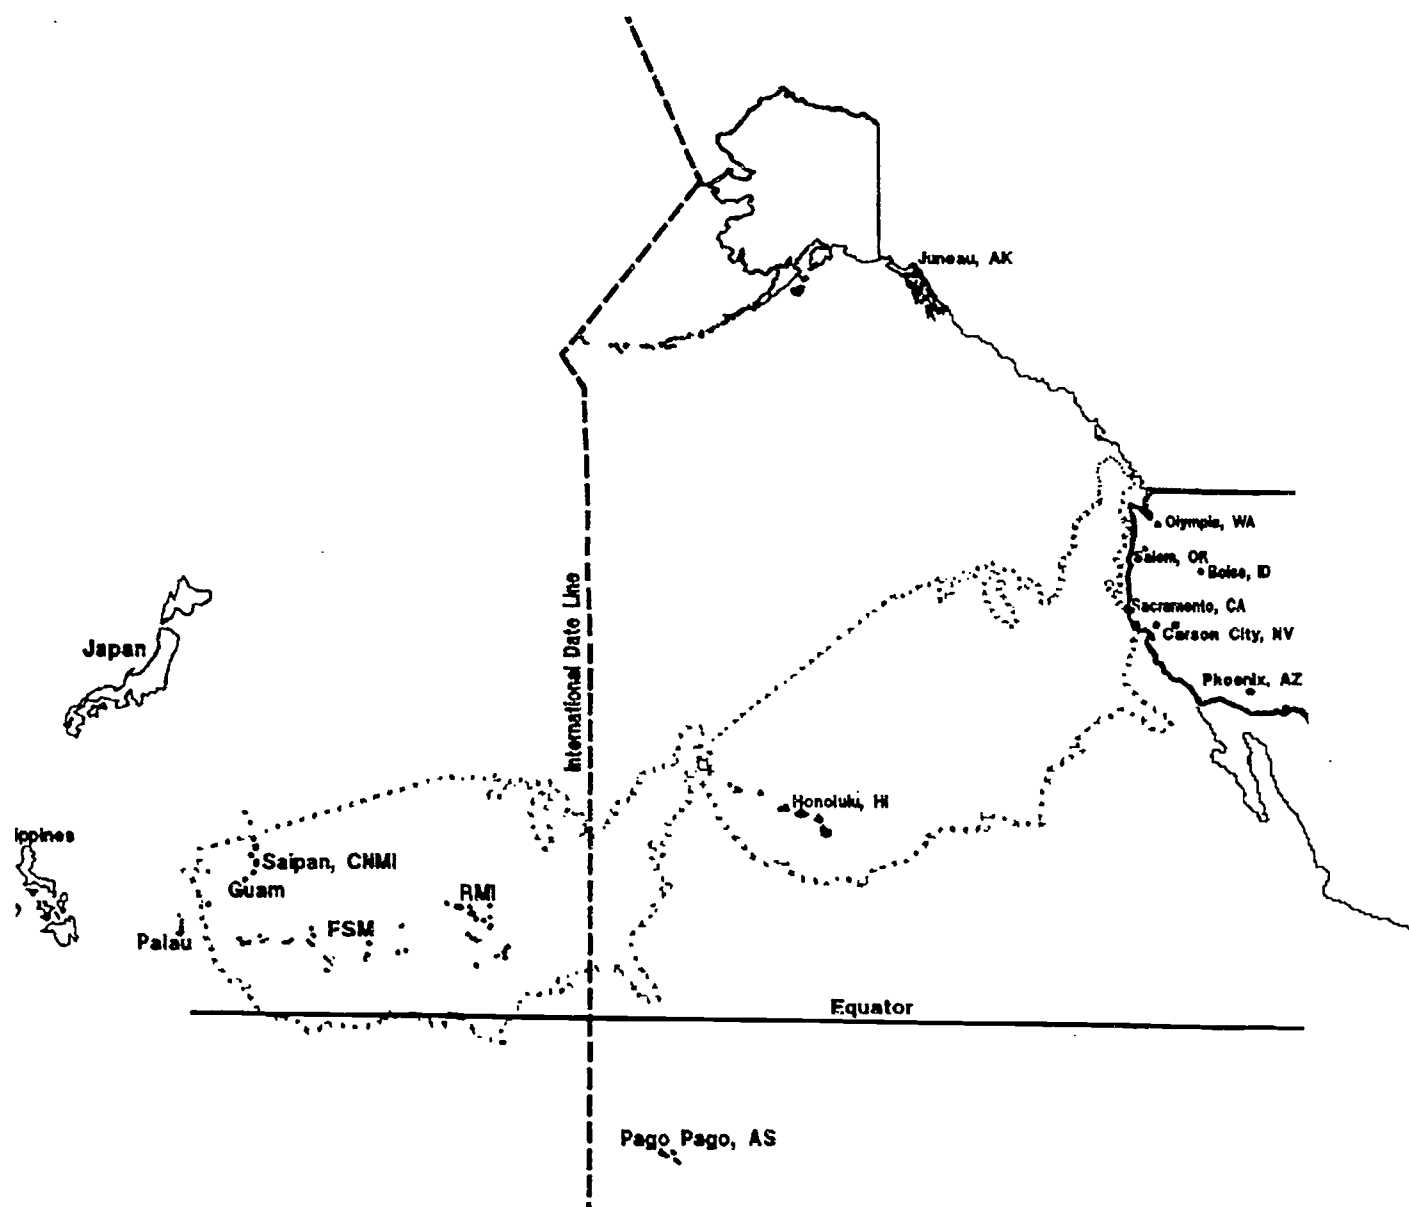 Juneau, AK
Olympia, WA
Salem, OR
Boise, ID
Sacramento, CA
Carson City, NV
Japan
International Date Line
Phoenix, AZ
Honolulu, HI
ippines
Saipan, CNMI
Guam
RMI
FSM
Palau
Equator
Pago Pago, AS